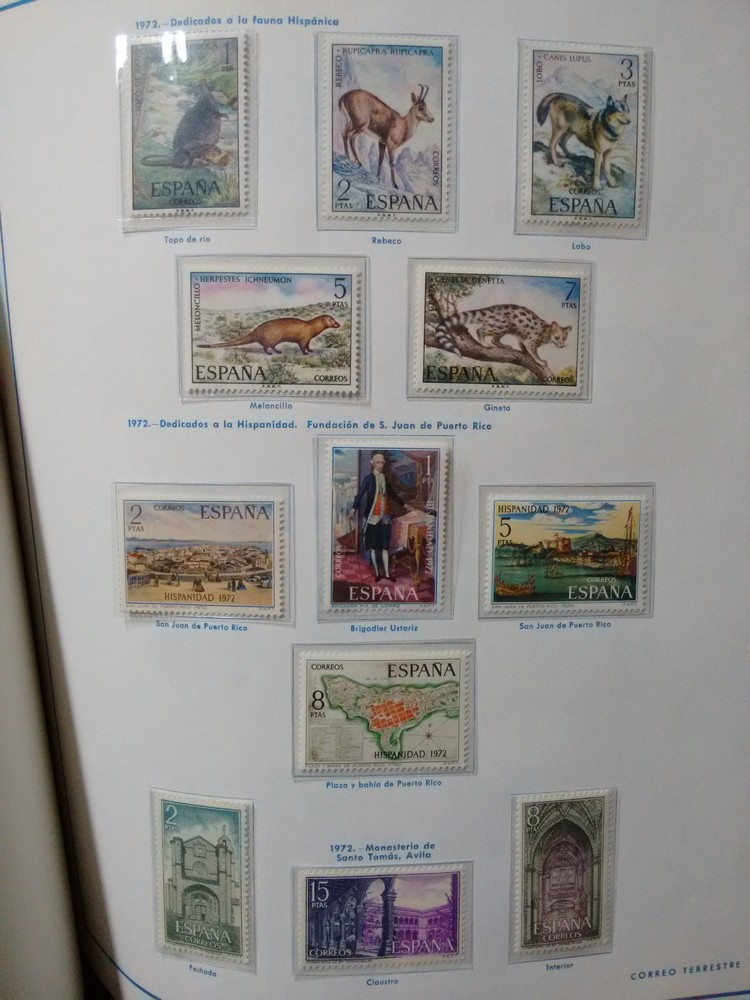 1972.—Dedicados a la fauna Hispánica
1
ESPAÑA
CORREOS
Topo de río
REBECO · RUPICAPRA RUPICAPRA
CORREOS
2
PTAS
ESPAÑA
F.N.M.T.
Rebeco
LOBO · CANIS LUPUS
3
PTAS
CORREOS
ESPAÑA
F.N.M.T.
Lobo
MELONCILLO · HERPESTES ICHNEUMON
5
PTAS
ESPAÑA
CORREOS
F.N.M.T.
Meloncillo
GENETTA GENETTA
7
PTAS
ESPAÑA
CORREOS
F.N.M.T.
Gineta
1972.—Dedicados a la Hispanidad. Fundación de S. Juan de Puerto Rico
2
PTAS
CORREOS
ESPAÑA
HISPANIDAD 1972
San Juan de Puerto Rico
1
CORREOS
HISPANIDAD 1972
ESPAÑA
Brigadier Ustariz
HISPANIDAD 1972
5
PTAS
CORREOS
ESPAÑA
San Juan de Puerto Rico
CORREOS
ESPAÑA
8
PTAS
HISPANIDAD 1972
Plaza y bahía de Puerto Rico
1972.—Monasterio de
Santo Tomás, Avila
2
PTAS
ESPAÑA
CORREOS
Fachada
15
PTAS
CORREOS
ESPAÑA
Claustro
8
PTAS
ESPAÑA
CORREOS
Interior
CORREO TERRESTRE